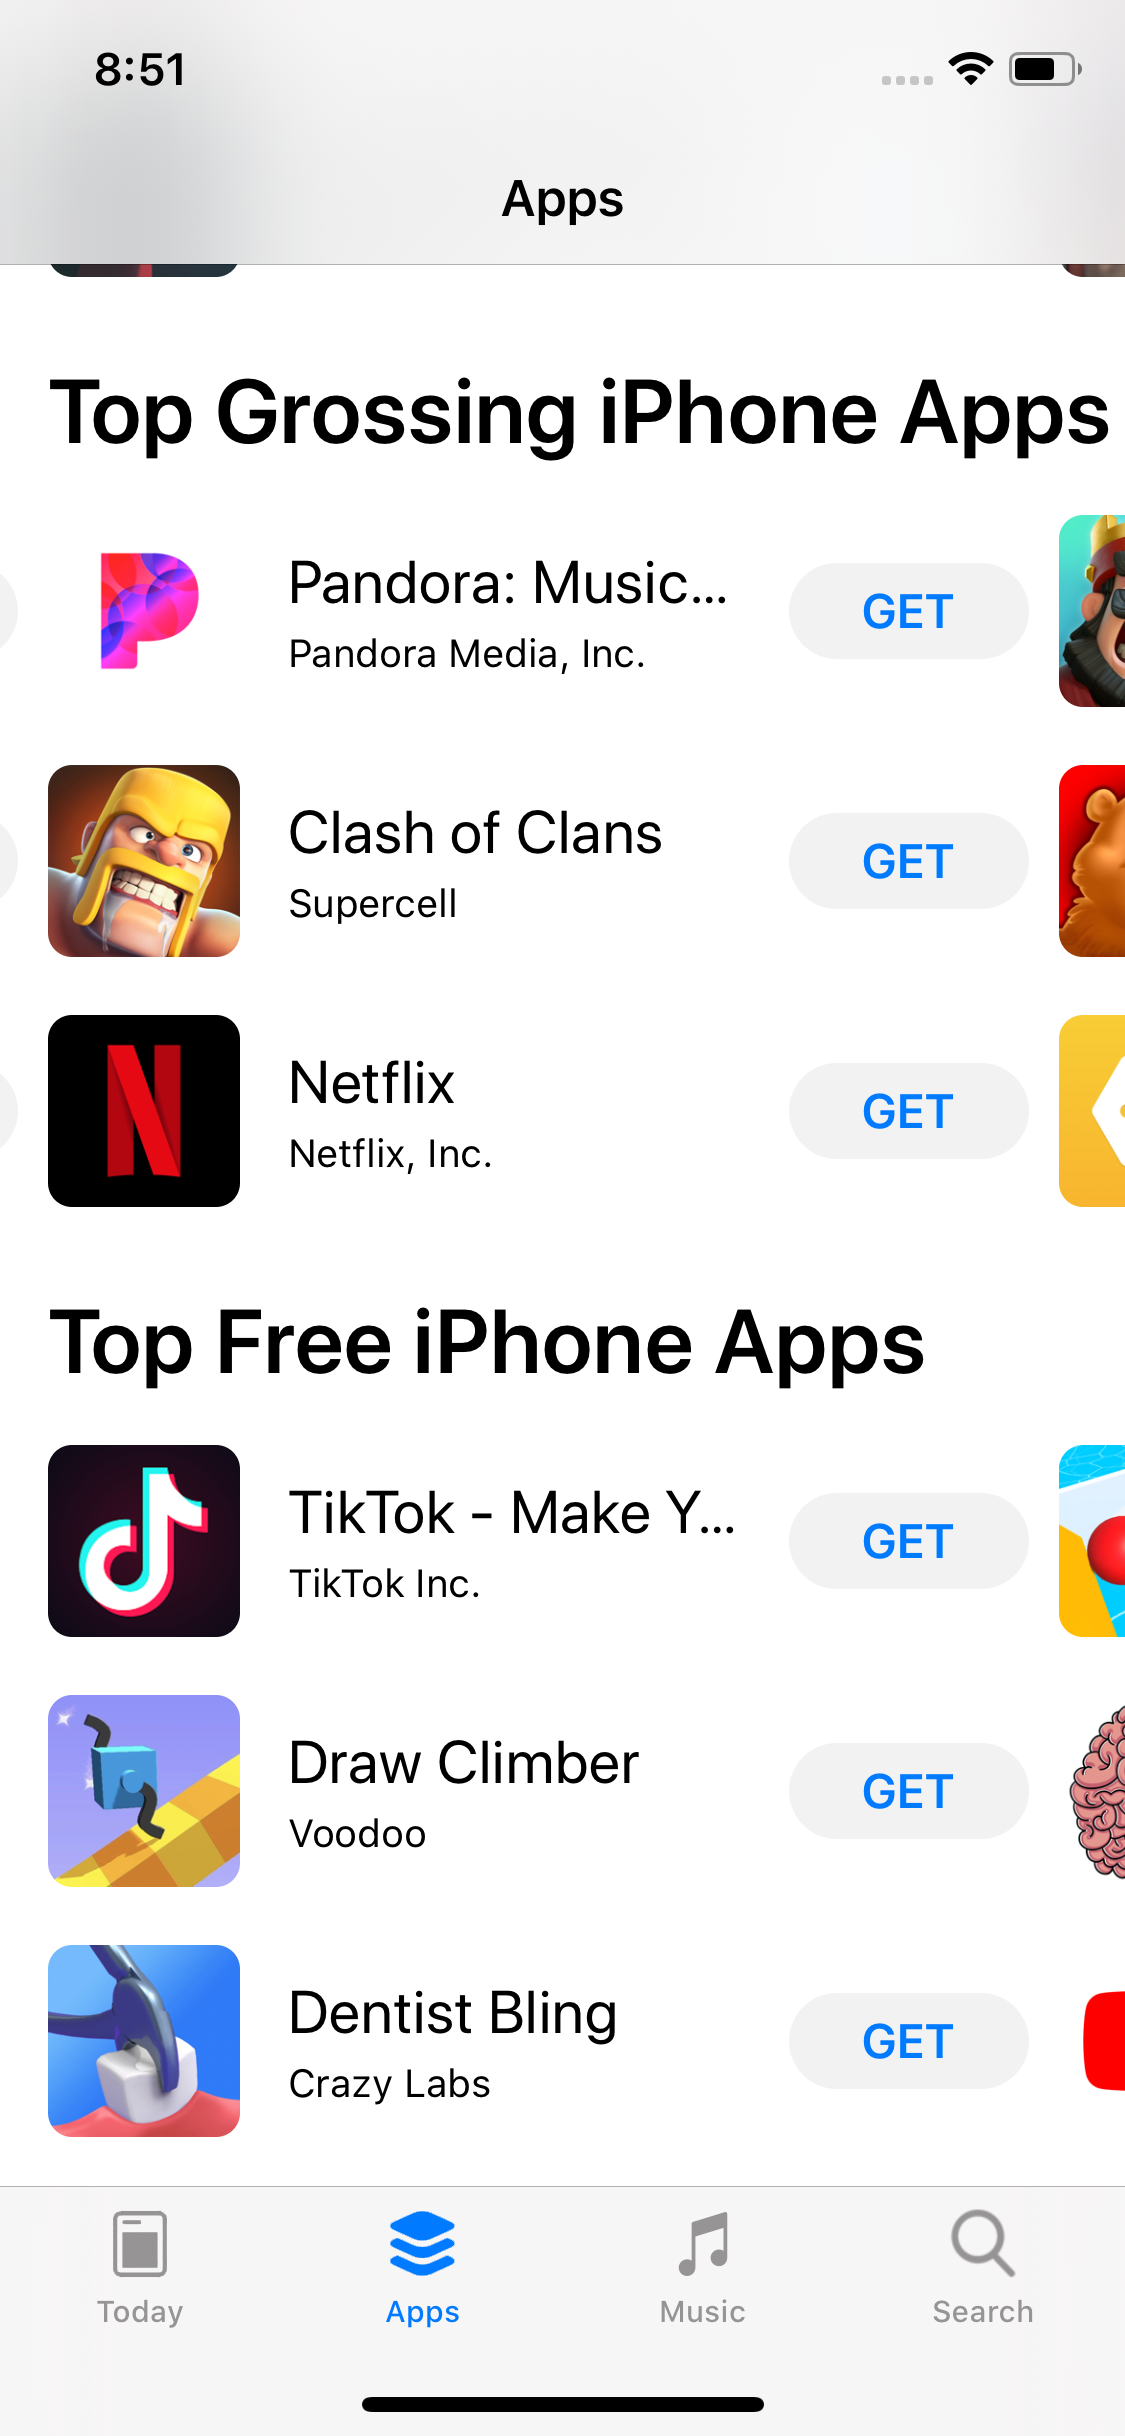 8:51
Apps
Top Grossing iPhone Apps
Pandora: Music...
Pandora Media, Inc.
GET
Clash of Clans
Supercell
GET
Netflix
Netflix, Inc.
GET
Top Free iPhone Apps
TikTok - Make Y...
TikTok Inc.
GET
Draw Climber
Voodoo
GET
Dentist Bling
Crazy Labs
GET
Today
Apps
Music
Search